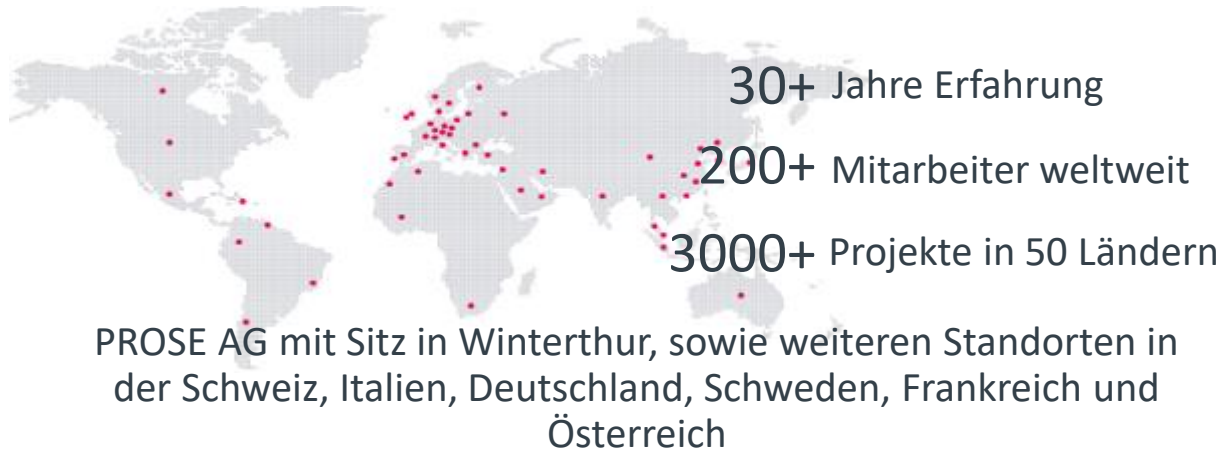 30+ Jahre Erfahrung
200+ Mitarbeiter weltweit
3000+ Projekte in 50 Ländern
PROSE AG mit Sitz in Winterthur, sowie weiteren Standorten in
der Schweiz, Italien, Deutschland, Schweden, Frankreich und
Österreich